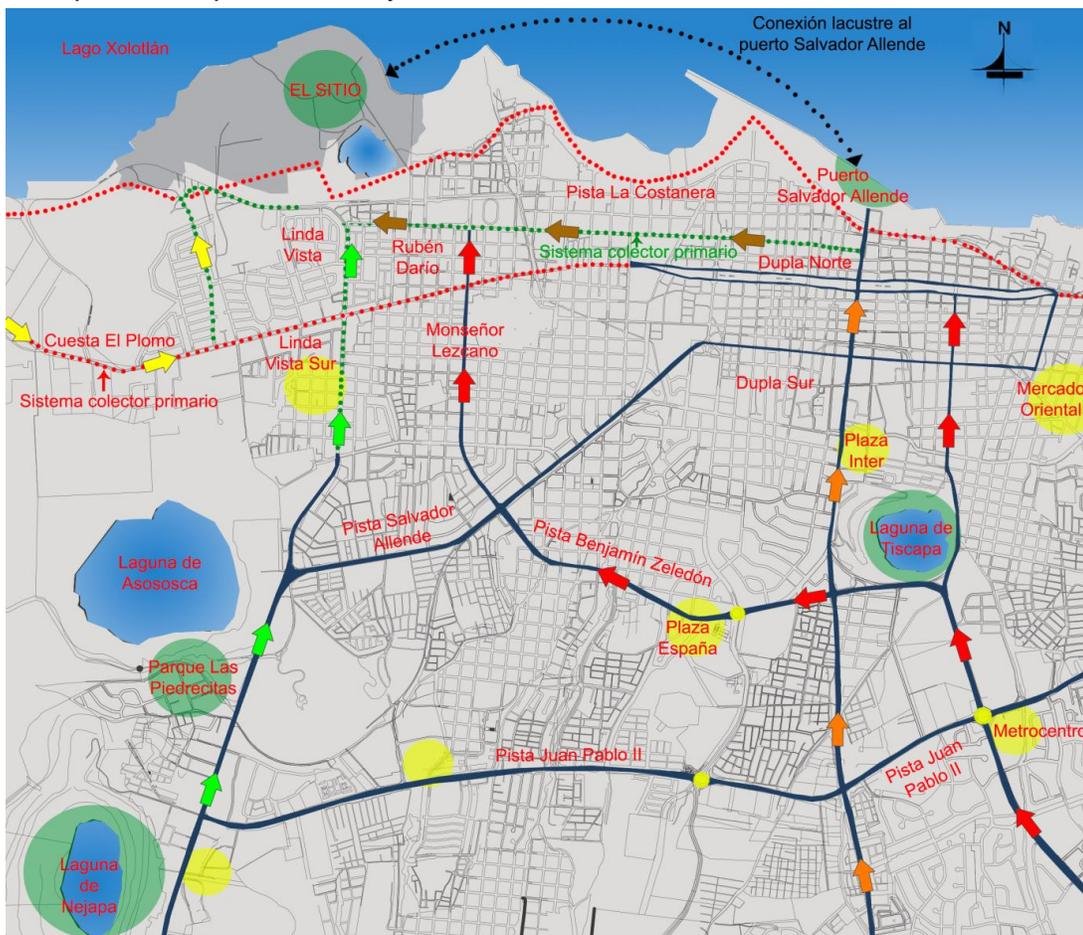 Conexión lacustre al
puerto Salvador Allende
N
Lago Xolotlán
EL SITIO
Puerto
Salvador Allende
Pista La Costanera
Linda
Vista
Rubén
Darío
Sistema colector primario
Dupla Norte
Cuesta El Plomo
Linda
Vista Sur
Monseñor
Lezcano
Sistema colector primario
Dupla Sur
Mercado
Oriental
Plaza
Inter
Pista Salvador
Allende
Pista Benjamín Zeledón
Laguna de
Tiscapa
Laguna de
Asososca
Plaza
España
Parque Las
Piedrecitas
Metrocentro
Pista Juan Pablo II
Pista Juan
Pablo II
Laguna
de
Nejapa